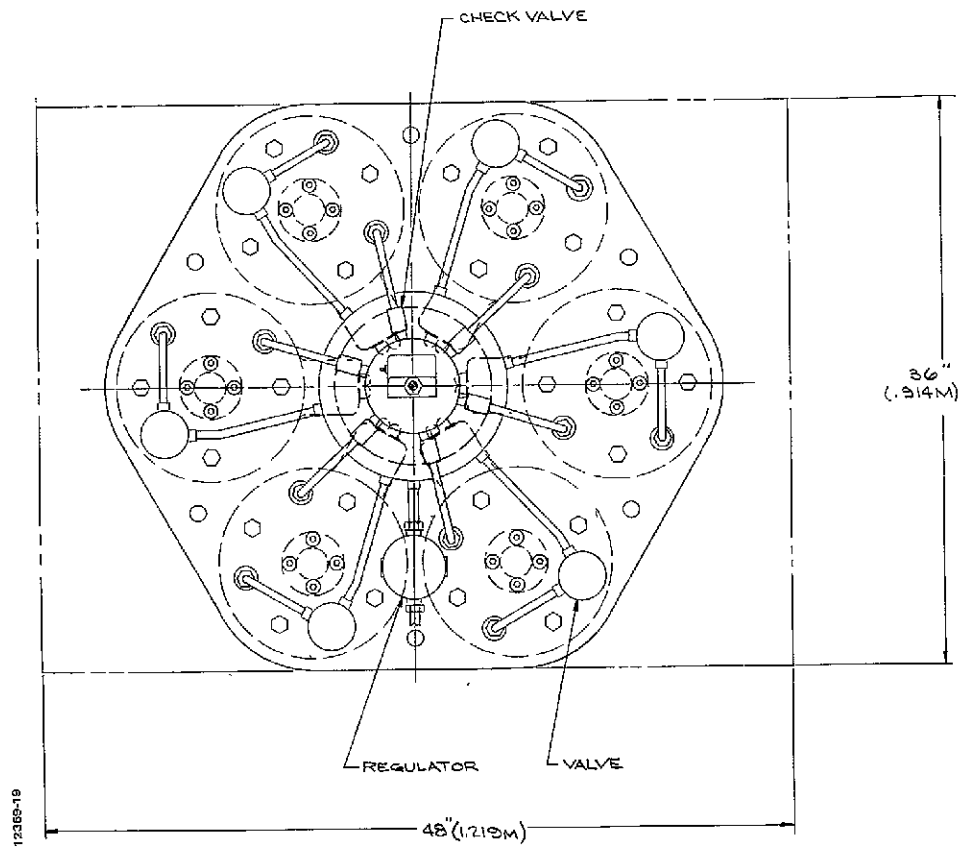 CHECK VALVE
36"
(.914M)
REGULATOR
VALVE
48"(1.219M)
12369-19